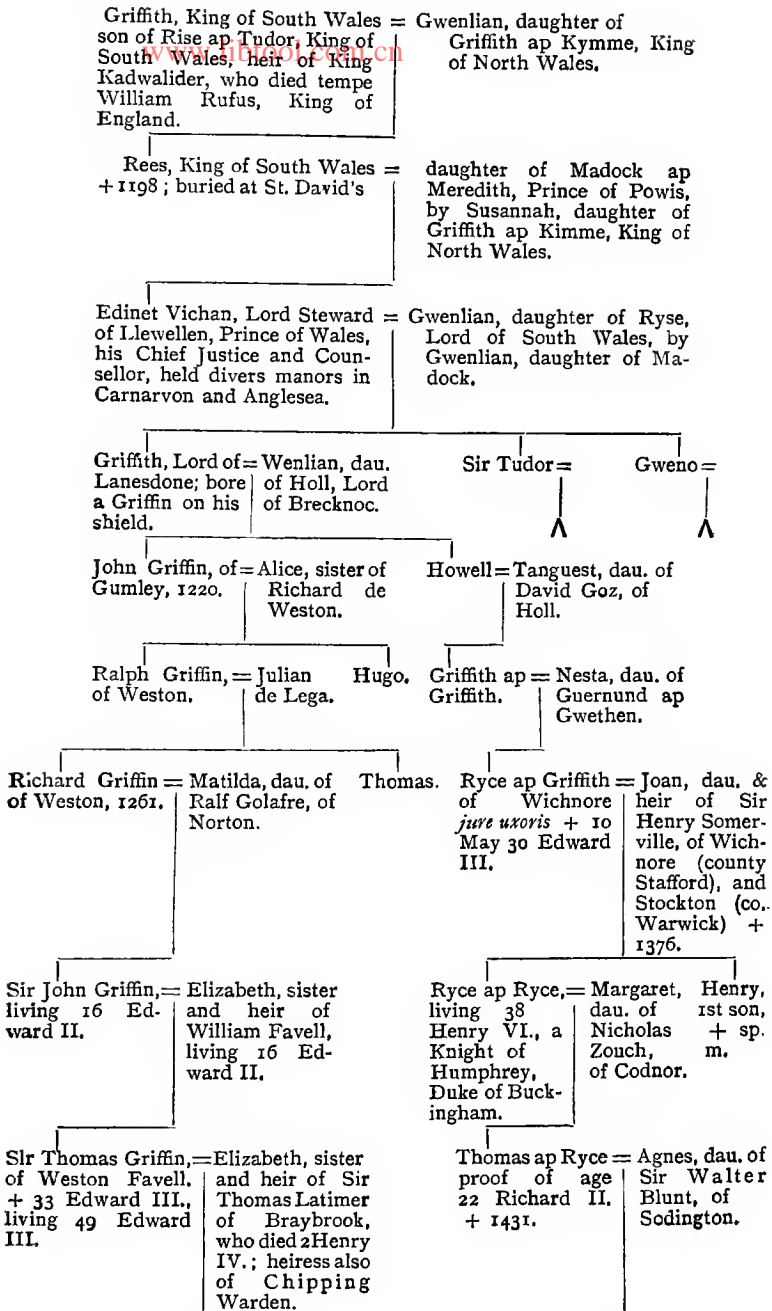 Griffith, King of South Wales = Gwenlian, daughter of
son of Rise ap Tudor, King of
Griffith ap Kymme, King
www.libtool.com.cn
South Wales, heir of King
of North Wales.
Kadwalider, who died tempe
William Rufus, King of
England.
Rees, King of South Wales =
+ 1198 ; buried at St. David's
daughter of Madock ap
Meredith, Prince of Powis,
by Susannah, daughter of
Griffith ap Kimme, King of
North Wales.
Edinet Vichan, Lord Steward
of Llewellen, Prince of Wales,
his Chief Justice and Coun-
sellor, held divers manors in
Carnarvon and Anglesea.
= Gwenlian, daughter of Ryse,
Lord of South Wales, by
Gwenlian, daughter of Ma-
dock.
Griffith, Lord of
Lanesdone; bore
a Griffin on his
shield.
= Wenlian, dau.
of Holl, Lord
of Brecknoc.
Sir Tudor =
Gweno =
John Griffin, of
Gumley, 1220.
= Alice, sister of
Richard de
Weston.
Howell = Tanguest, dau. of
David Goz, of
Holl.
Ralph Griffin,
of Weston.
= Julian
de Lega.
Hugo.
Griffith ap
Griffith.
= Nesta, dau. of
Guernund ap
Gwethen.
Richard Griffin
of Weston, 1261.
= Matilda, dau. of
Ralf Golafre, of
Norton.
Thomas.
Ryce ap Griffith
of Wichnore
jure uxoris + 10
May 30 Edward
III.
= Joan, dau. &
heir of Sir
Henry Somer-
ville, of Wich-
nore (county
Stafford), and
Stockton (co.
Warwick) +
1376.
Sir John Griffin,
living 16 Ed-
ward II.
= Elizabeth, sister
and heir of
William Favell,
living 16 Ed-
ward II.
Ryce ap Ryce,
living 38
Henry VI., a
Knight of
Humphrey,
Duke of Buck-
ingham.
= Margaret,
dau. of
Nicholas
Zouch,
of Codnor.
Henry,
1st son,
+ sp.
m.
Sir Thomas Griffin,
of Weston Favell.
+ 33 Edward III.,
living 49 Edward
III.
= Elizabeth, sister
and heir of Sir
Thomas Latimer
of Braybrook,
who died 2 Henry
IV. ; heiress also
of Chipping
Warden.
Thomas ap Ryce
proof of age
22 Richard II.
+ 1431.
= Agnes, dau. of
Sir Walter
Blunt, of
Sodington.